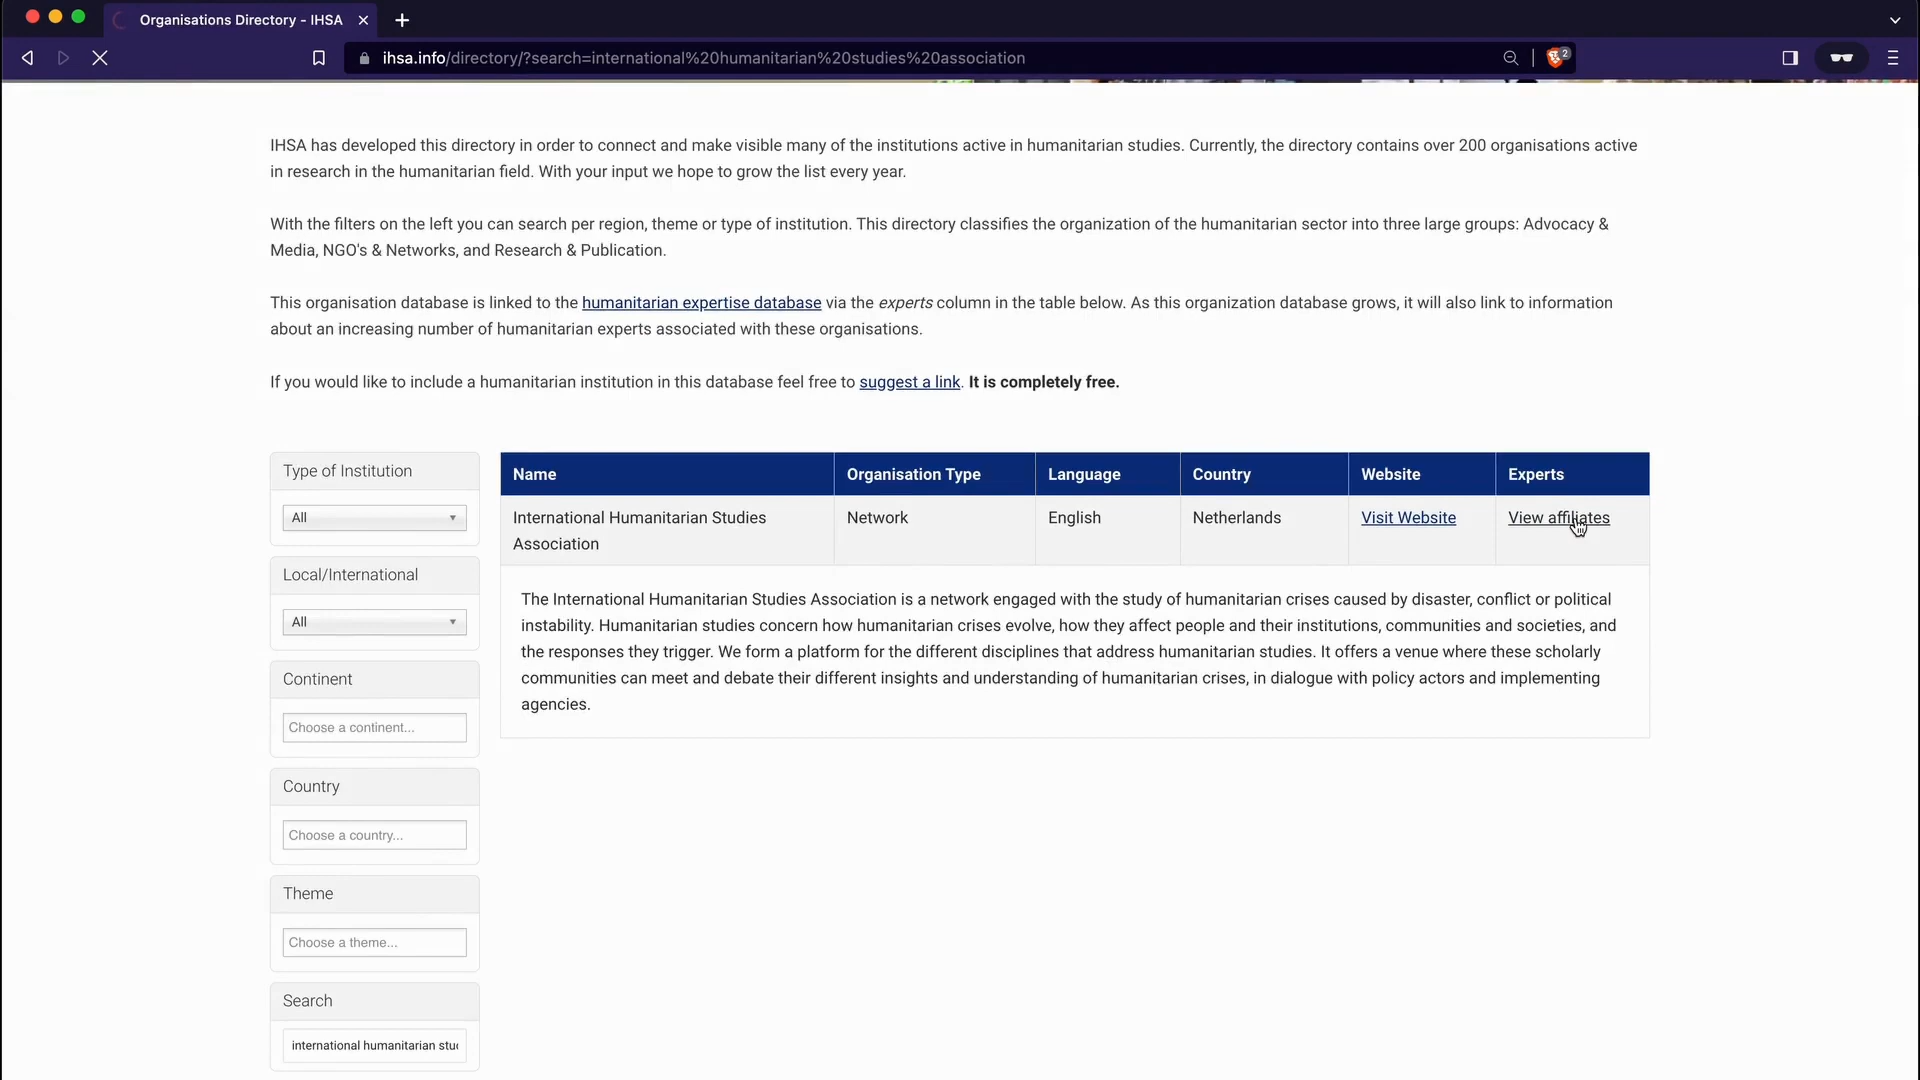 Organisations Directory - IHSA
ihsa.info/directory/?search=international%20humanitarian%20studies%20association
2
IHSA has developed this directory in order to connect and make visible many of the institutions active in humanitarian studies. Currently, the directory contains over 200 organisations active
in research in the humanitarian field. With your input we hope to grow the list every year.
With the filters on the left you can search per region, theme or type of institution. This directory classifies the organization of the humanitarian sector into three large groups: Advocacy &
Media, NGO's & Networks, and Research & Publication.
This organisation database is linked to the humanitarian expertise database via the experts column in the table below. As this organization database grows, it will also link to information
about an increasing number of humanitarian experts associated with these organisations.
If you would like to include a humanitarian institution in this database feel free to suggest a link. It is completely free.
Type of Institution
All
Local/International
All
Continent
Choose a continent...
Country
Choose a country...
Theme
Choose a theme...
Search
international humanitarian stu
Name Organisation Type Language Country Website Experts
International Humanitarian Studies Network English Netherlands Visit Website View affiliates
Association
The International Humanitarian Studies Association is a network engaged with the study of humanitarian crises caused by disaster, conflict or political
instability. Humanitarian studies concern how humanitarian crises evolve, how they affect people and their institutions, communities and societies, and
the responses they trigger. We form a platform for the different disciplines that address humanitarian studies. It offers a venue where these scholarly
communities can meet and debate their different insights and understanding of humanitarian crises, in dialogue with policy actors and implementing
agencies.